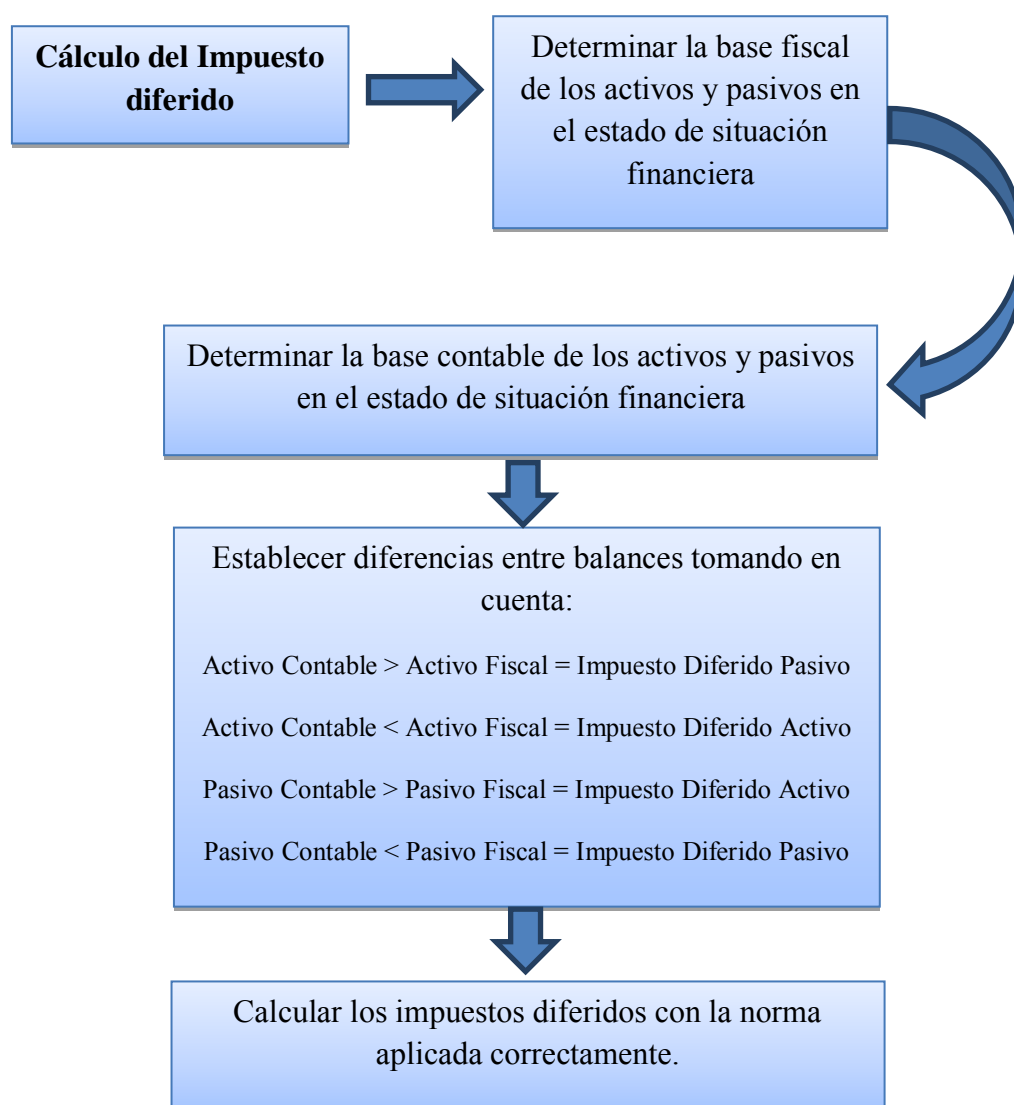 Cálculo del Impuesto
diferido
Determinar la base fiscal
de los activos y pasivos en
el estado de situación
financiera
Determinar la base contable de los activos y pasivos
en el estado de situación financiera
Establecer diferencias entre balances tomando en
cuenta:
Activo Contable > Activo Fiscal = Impuesto Diferido Pasivo
Activo Contable < Activo Fiscal = Impuesto Diferido Activo
Pasivo Contable > Pasivo Fiscal = Impuesto Diferido Activo
Pasivo Contable < Pasivo Fiscal = Impuesto Diferido Pasivo
Calcular los impuestos diferidos con la norma
aplicada correctamente.